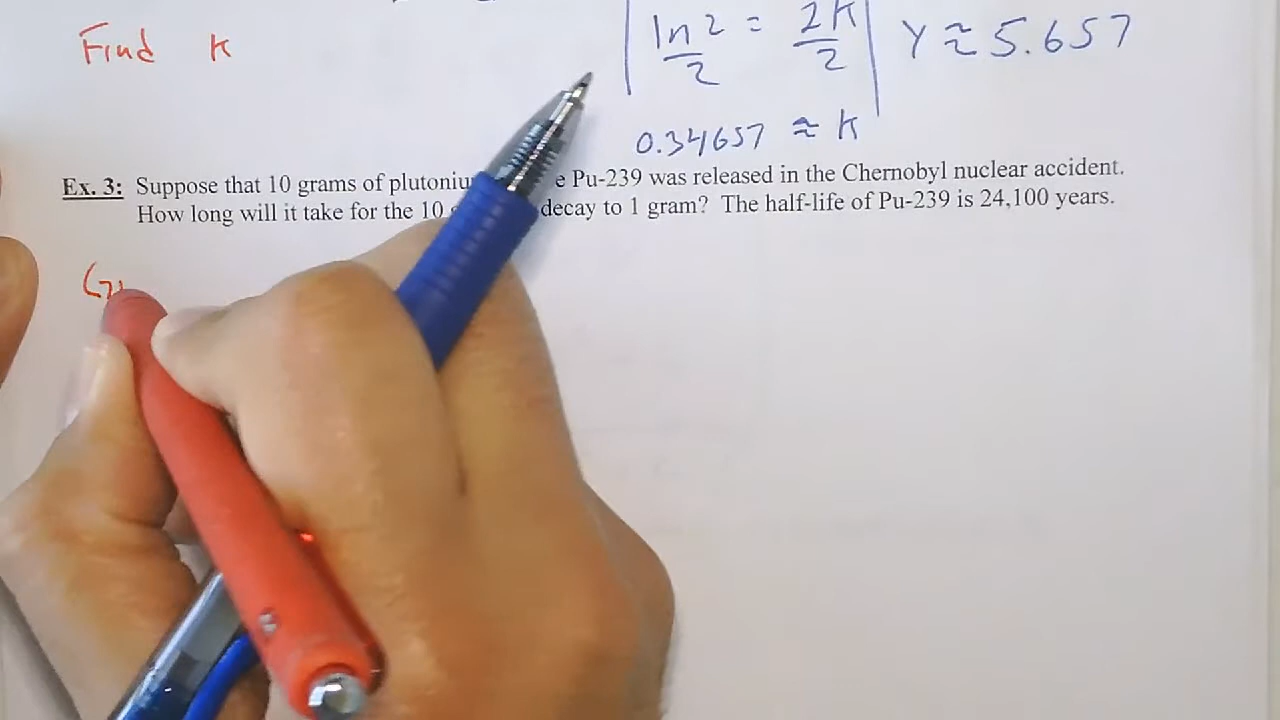 Find K
ln 2 / 2 = 2K / 2
Y ≈ 5.657
0.34657 ≈ K
Ex. 3: Suppose that 10 grams of Pu-239 was released in the Chernobyl nuclear accident.
How long will it take for the 10 decay to 1 gram? The half-life of Pu-239 is 24,100 years.